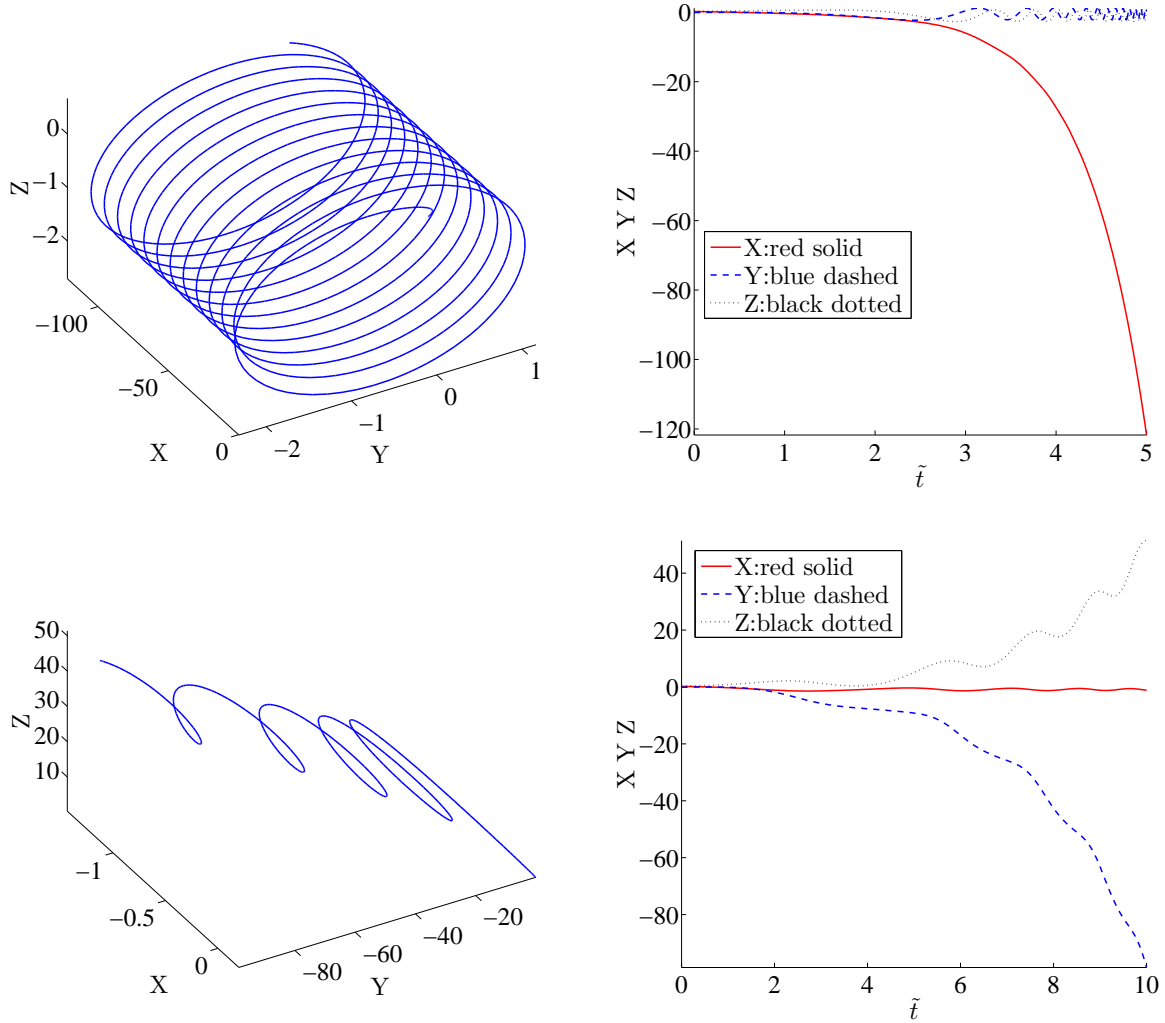 0
−1
−2
Z
−100
−50
0
X
−2
−1
0
1
Y
0
−20
−40
−60
−80
−100
−120
X Y Z
X:red solid
Y:blue dashed
Z:black dotted
0 1 2 3 4 5
t̃
50
40
30
20
10
Z
−1
−0.5
0
X
−80
−60
−40
−20
Y
40
20
0
−20
−40
−60
−80
X Y Z
X:red solid
Y:blue dashed
Z:black dotted
0 2 4 6 8 10
t̃